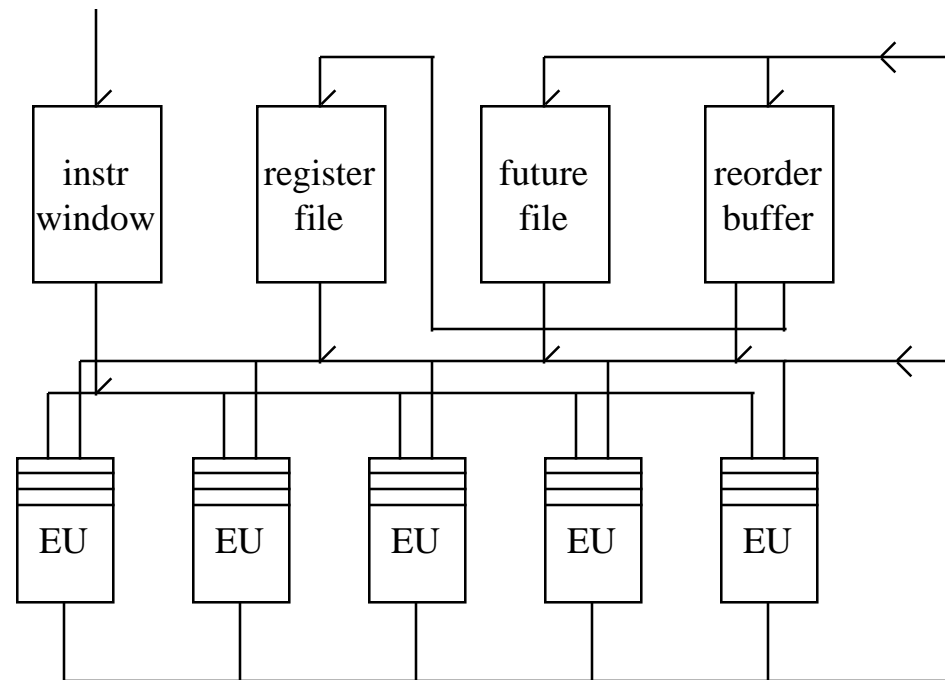 instr
window
register
file
future
file
reorder
buffer
EU
EU
EU
EU
EU